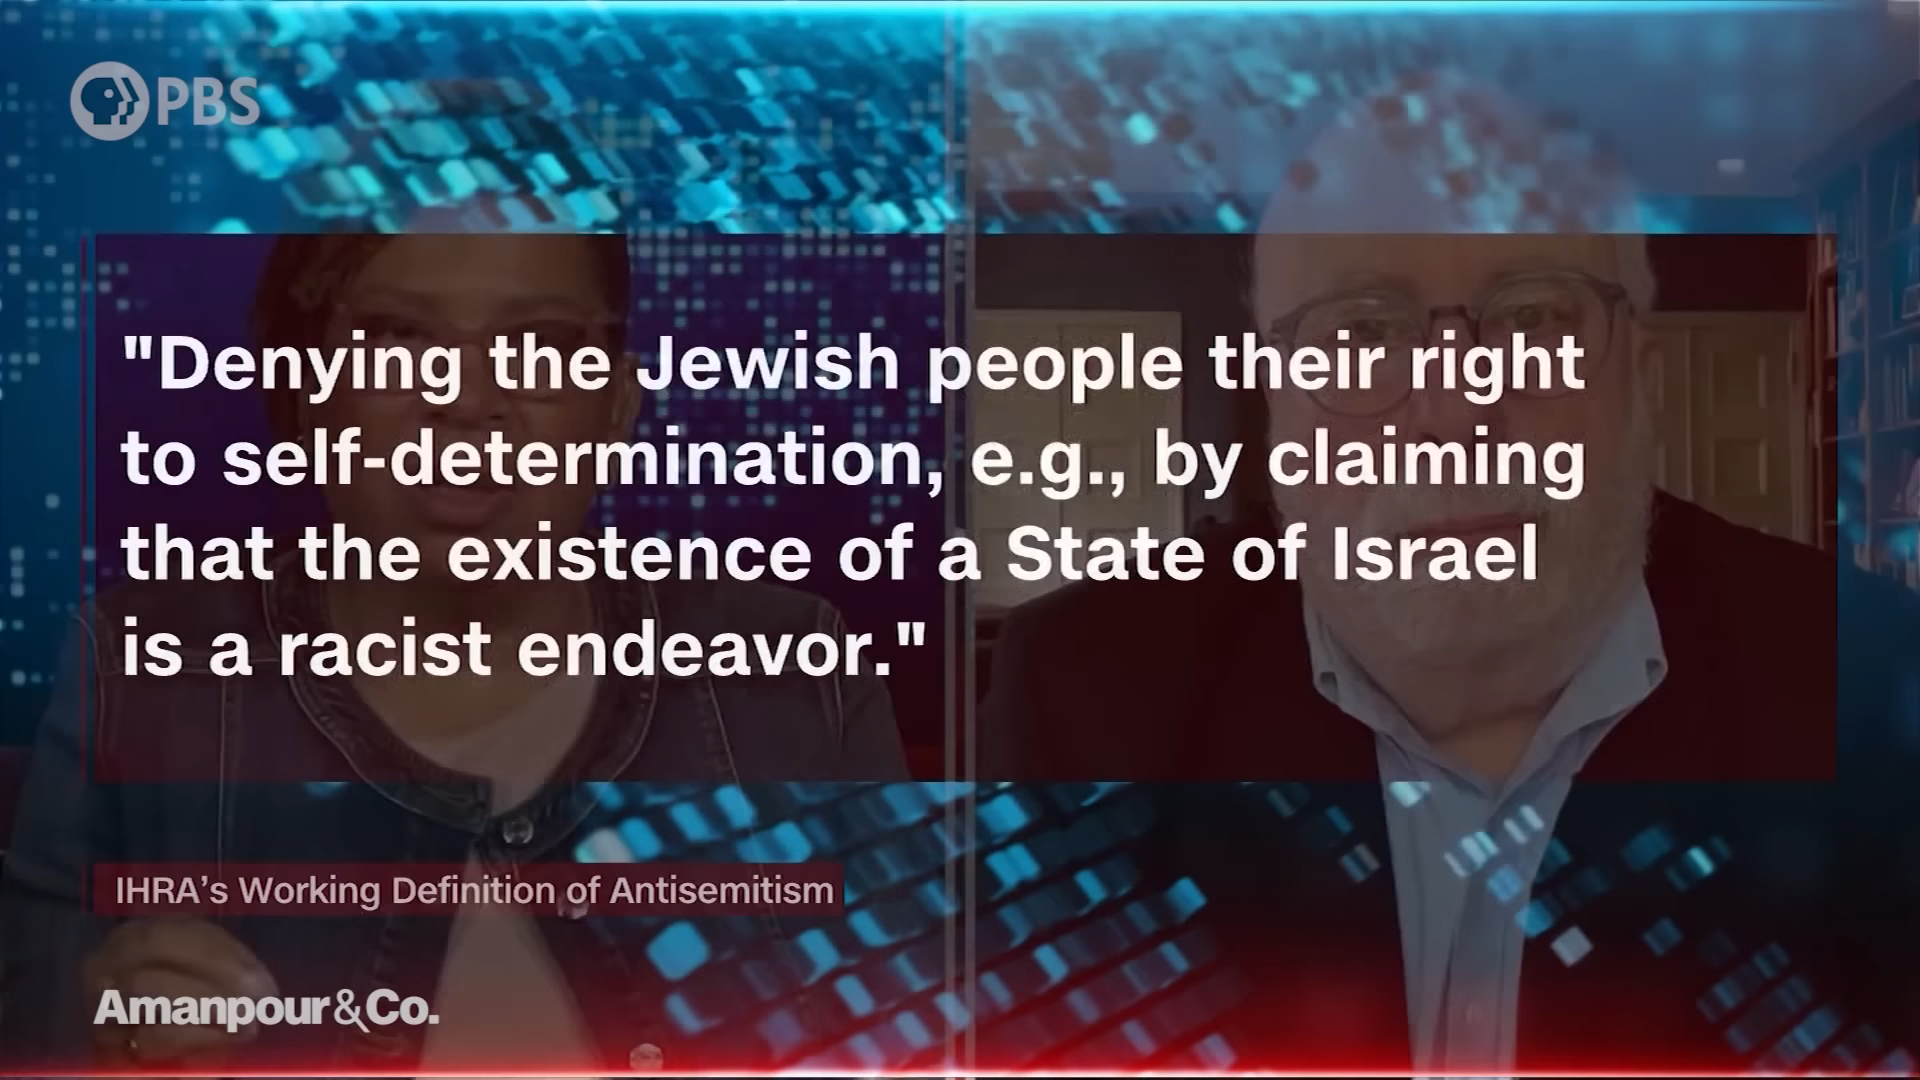 PBS
"Denying the Jewish people their right
to self-determination, e.g., by claiming
that the existence of a State of Israel
is a racist endeavor."
IHRA’s Working Definition of Antisemitism
Amanpour&Co.